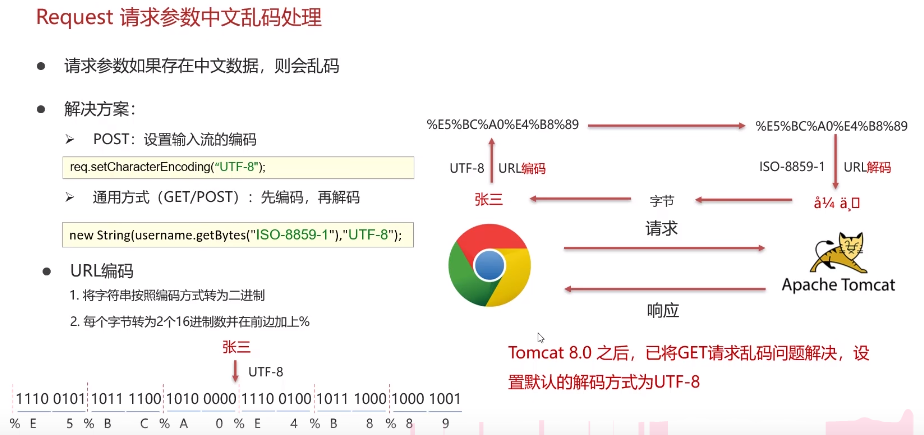 Request 请求参数中文乱码处理
● 请求参数如果存在中文数据，则会乱码
● 解决方案：
➢ POST：设置输入流的编码
req.setCharacterEncoding(“UTF-8”);
➢ 通用方式（GET/POST）：先编码，再解码
new String(username.getBytes("ISO-8859-1"),"UTF-8");
● URL编码
1. 将字符串按照编码方式转为二进制
2. 每个字节转为2个16进制数并在前边加上%
张三
UTF-8
1110 0101 1011 1100 1010 0000 1110 0100 1011 1000 1000 1001
% E 5 % B C % A 0 % E 4 % B 8 % 8 9
%E5%BC%A0%E4%B8%89
%E5%BC%A0%E4%B8%89
UTF-8 URL编码
ISO-8859-1 URL解码
张三
字节
å¼ ä¸
请求
Apache Tomcat
响应
Tomcat 8.0 之后，已将GET请求乱码问题解决，设
置默认的解码方式为UTF-8